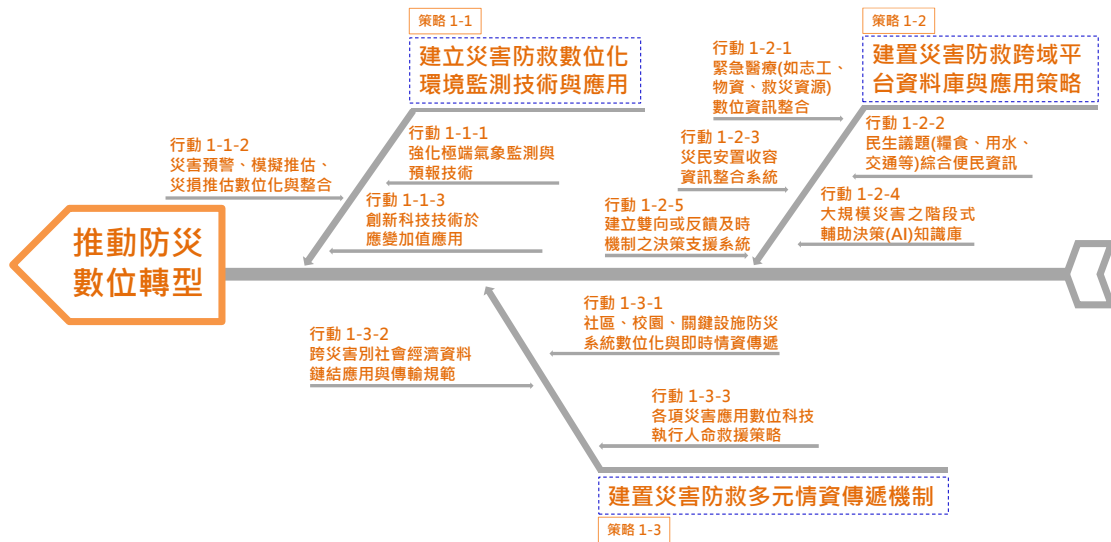 策略 1-1
建立災害防救數位化
環境監測技術與應用
行動 1-1-2
災害預警、模擬推估、
災損推估數位化與整合
行動 1-1-1
強化極端氣象監測與
預報技術
行動 1-1-3
創新科技技術於
應變加值應用
策略 1-2
建置災害防救跨域平
台資料庫與應用策略
行動 1-2-1
緊急醫療(如志工、
物資、救災資源)
數位資訊整合
行動 1-2-2
民生議題(糧食、用水、
交通等)綜合便民資訊
行動 1-2-3
災民安置收容
資訊整合系統
行動 1-2-4
大規模災害之階段式
輔助決策(AI)知識庫
行動 1-2-5
建立雙向或反饋及時
機制之決策支援系統
推動防災
數位轉型
行動 1-3-1
社區、校園、關鍵設施防災
系統數位化與即時情資傳遞
行動 1-3-2
跨災害別社會經濟資料
鏈結應用與傳輸規範
行動 1-3-3
各項災害應用數位科技
執行人命救援策略
建置災害防救多元情資傳遞機制
策略 1-3